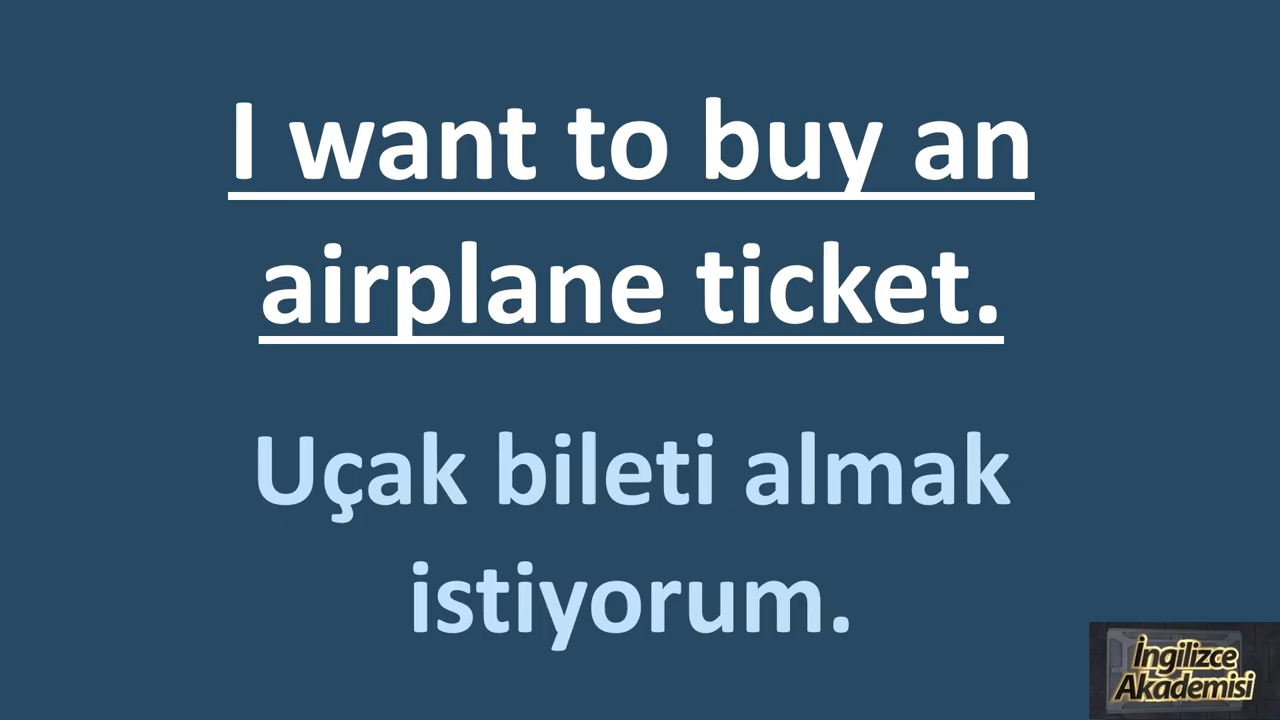 I want to buy an
airplane ticket.
Uçak bileti almak
istiyorum.
İngilizce
Akademisi